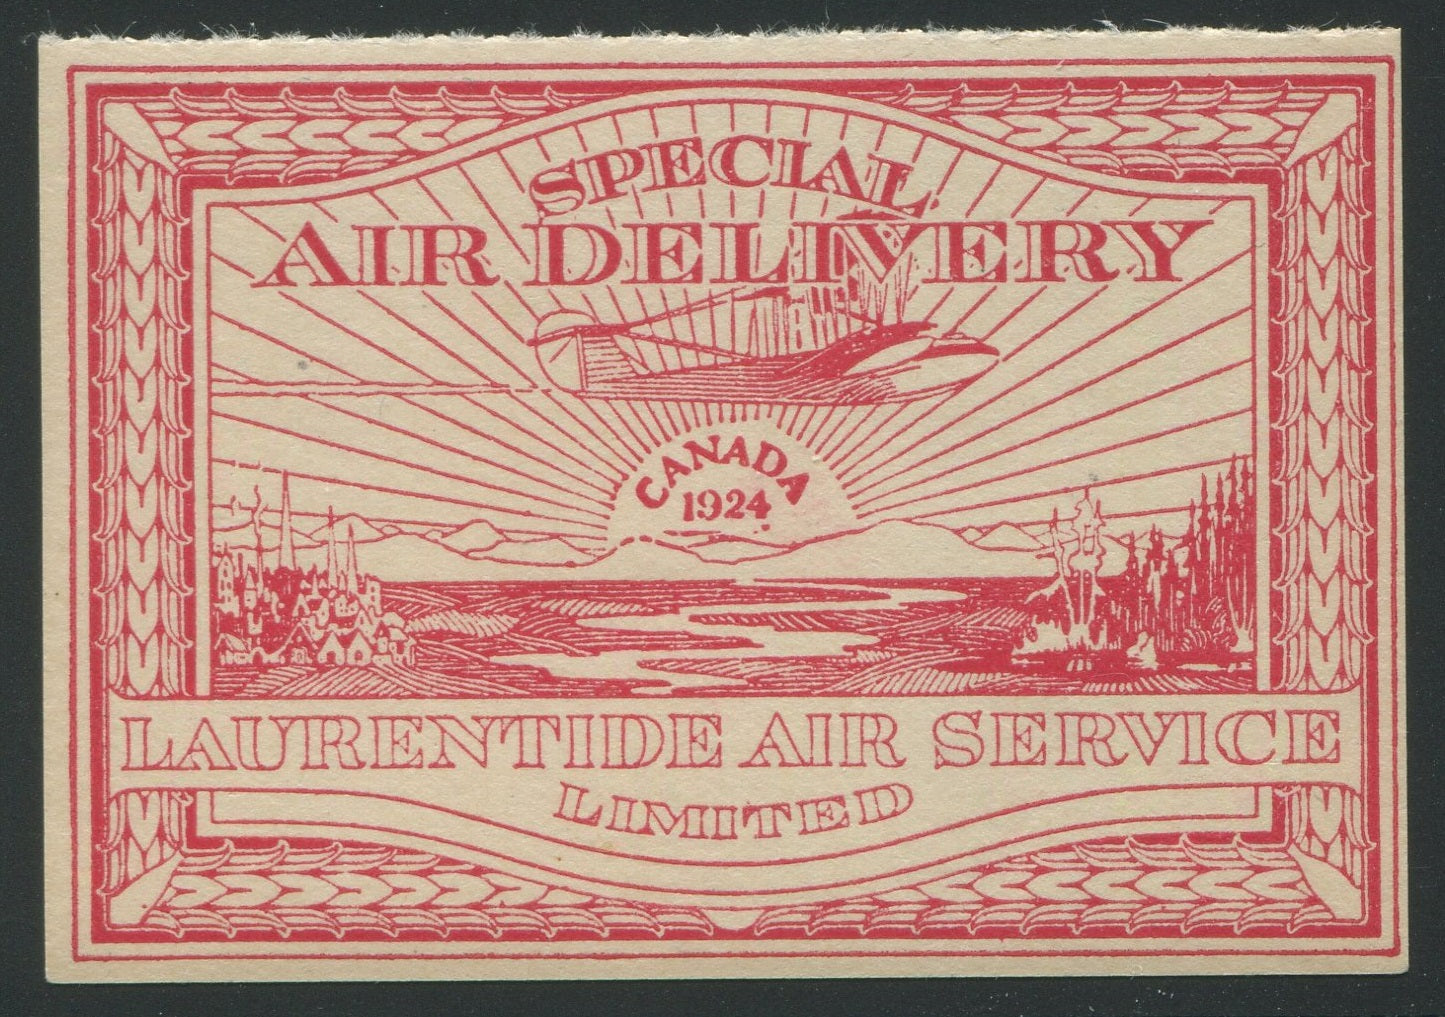 SPECIAL
AIR DELIVERY
CANADA
1924
LAURENTIDE AIR SERVICE
LIMITED